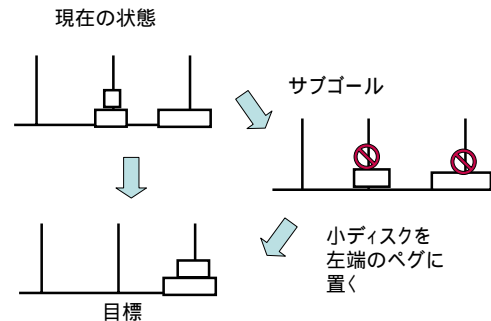 現在の状態
サブゴール
小ディスクを
左端のペグに
置く
目標